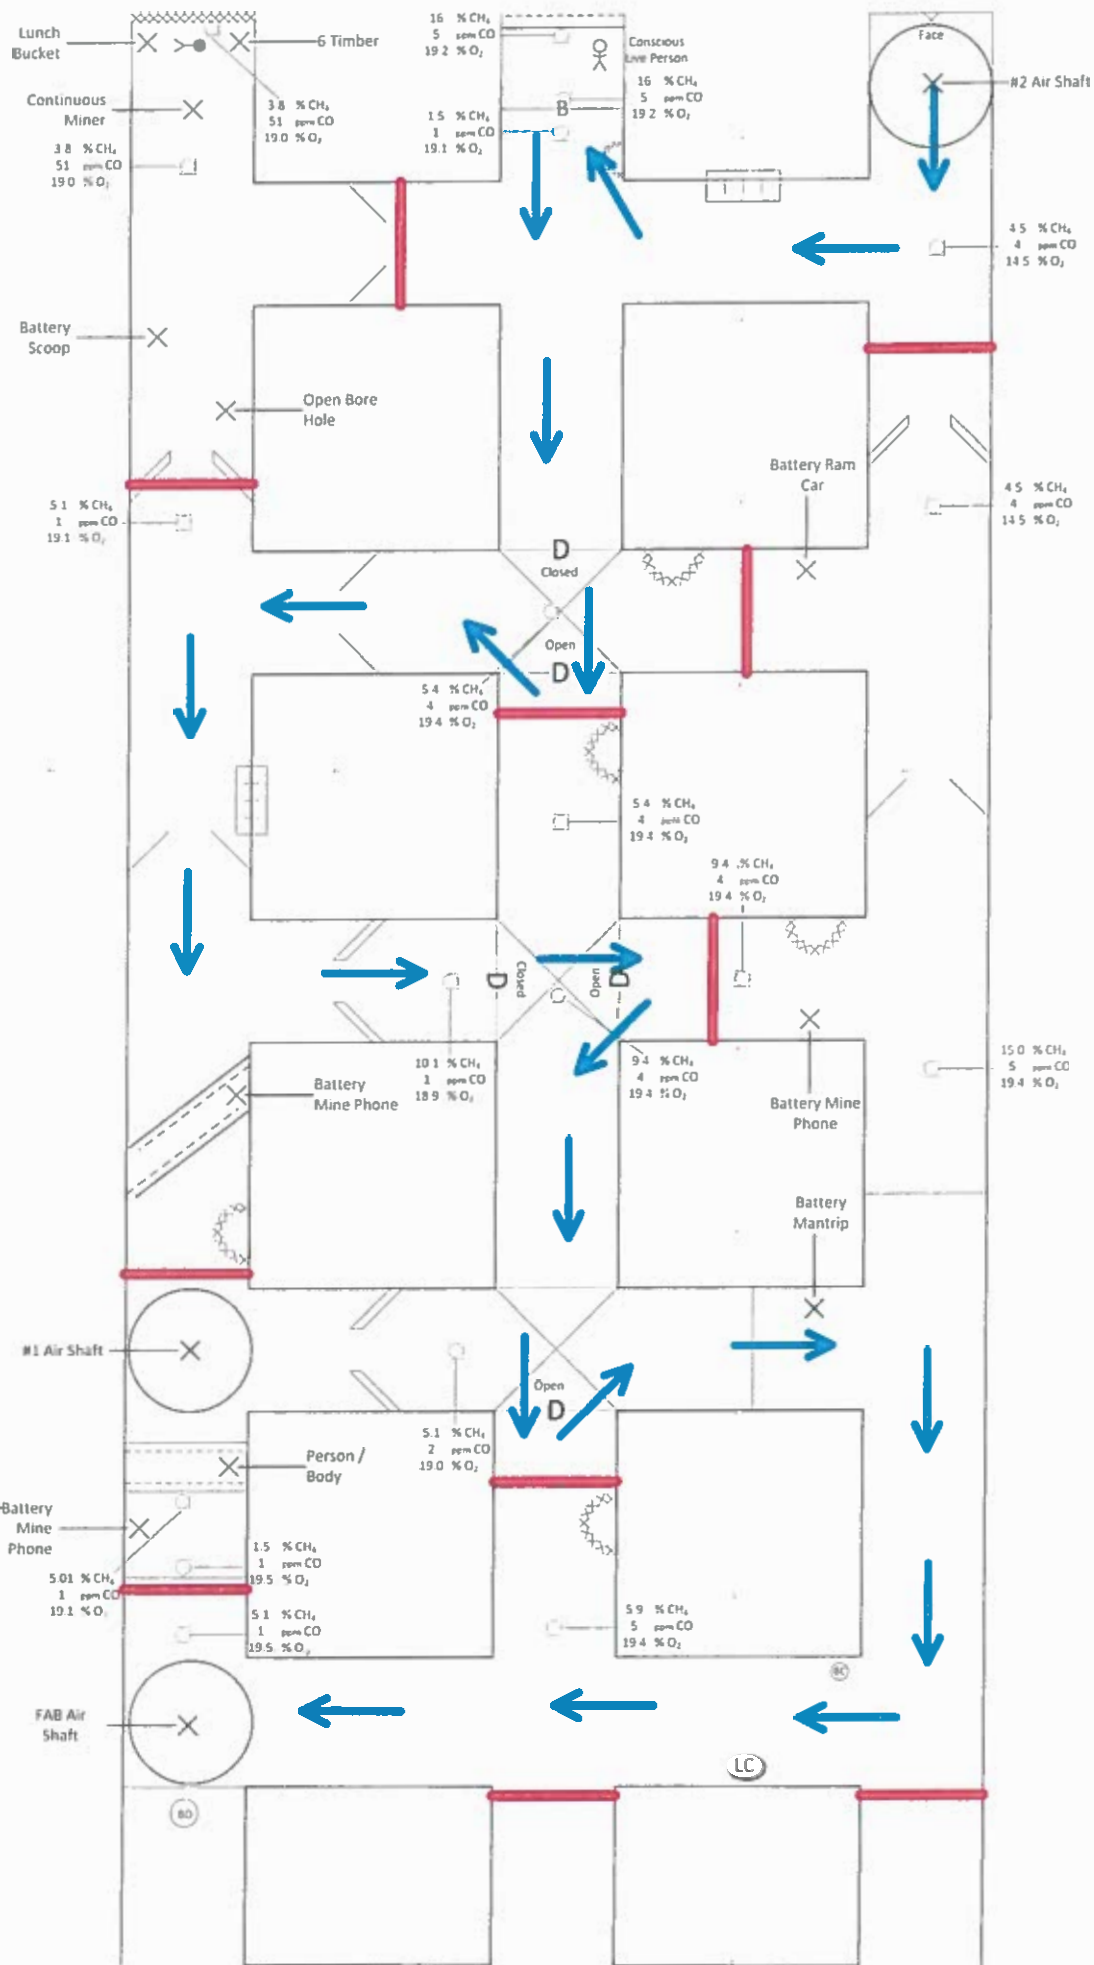 Lunch
Bucket
6 Timber
16 % CH₄
5 ppm CO
19.2 % O₂
Conscious
Live Person
Face
#2 Air Shaft
Continuous
Miner
3.8 % CH₄
51 ppm CO
19.0 % O₂
16 % CH₄
5 ppm CO
19.2 % O₂
B
1.5 % CH₄
1 ppm CO
19.1 % O₂
3.8 % CH₄
51 ppm CO
19.0 % O₂
4.5 % CH₄
4 ppm CO
14.5 % O₂
Battery
Scoop
Open Bore
Hole
Battery Ram
Car
5.1 % CH₄
1 ppm CO
19.1 % O₂
4.5 % CH₄
4 ppm CO
14.5 % O₂
D
Closed
Open
D
5.4 % CH₄
4 ppm CO
19.4 % O₂
5.4 % CH₄
4 ppm CO
19.4 % O₂
9.4 % CH₄
4 ppm CO
19.4 % O₂
D
Closed
Open
D
10.1 % CH₄
1 ppm CO
18.9 % O₂
9.4 % CH₄
4 ppm CO
19.4 % O₂
15.0 % CH₄
5 ppm CO
19.4 % O₂
Battery
Mine Phone
Battery Mine
Phone
Battery
Mantrip
#1 Air Shaft
Open
D
5.1 % CH₄
2 ppm CO
19.0 % O₂
Person /
Body
Battery
Mine
Phone
1.5 % CH₄
1 ppm CO
19.5 % O₂
5.01 % CH₄
1 ppm CO
19.1 % O₂
5.1 % CH₄
1 ppm CO
19.5 % O₂
5.9 % CH₄
5 ppm CO
19.4 % O₂
BC
FAB Air
Shaft
LC
BD